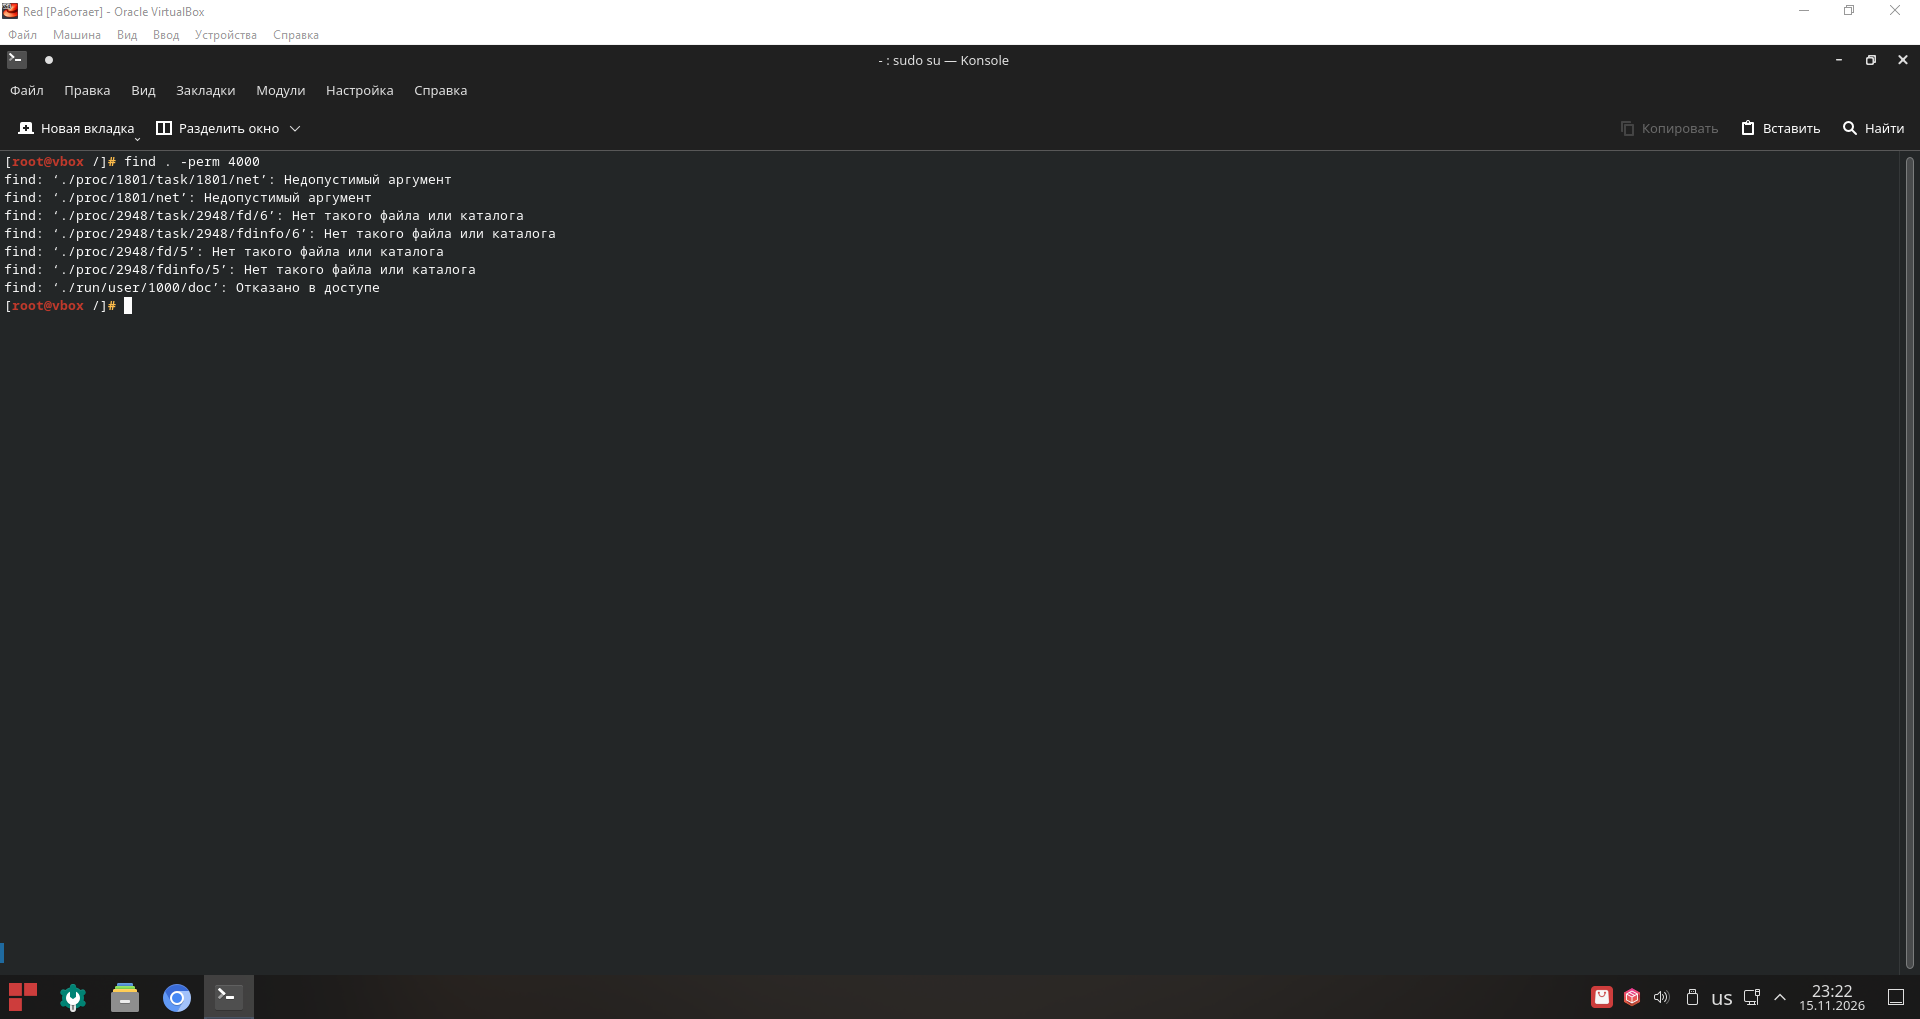 Red [Работает] - Oracle VirtualBox
Файл Машина Вид Ввод Устройства Справка
- : sudo su — Konsole
Файл Правка Вид Закладки Модули Настройка Справка
Новая вкладка Разделить окно Копировать Вставить Найти
[root@vbox /]# find . -perm 4000
find: ‘./proc/1801/task/1801/net’: Недопустимый аргумент
find: ‘./proc/1801/net’: Недопустимый аргумент
find: ‘./proc/2948/task/2948/fd/6’: Нет такого файла или каталога
find: ‘./proc/2948/task/2948/fdinfo/6’: Нет такого файла или каталога
find: ‘./proc/2948/fd/5’: Нет такого файла или каталога
find: ‘./proc/2948/fdinfo/5’: Нет такого файла или каталога
find: ‘./run/user/1000/doc’: Отказано в доступе
[root@vbox /]#
us
23:22
15.11.2026